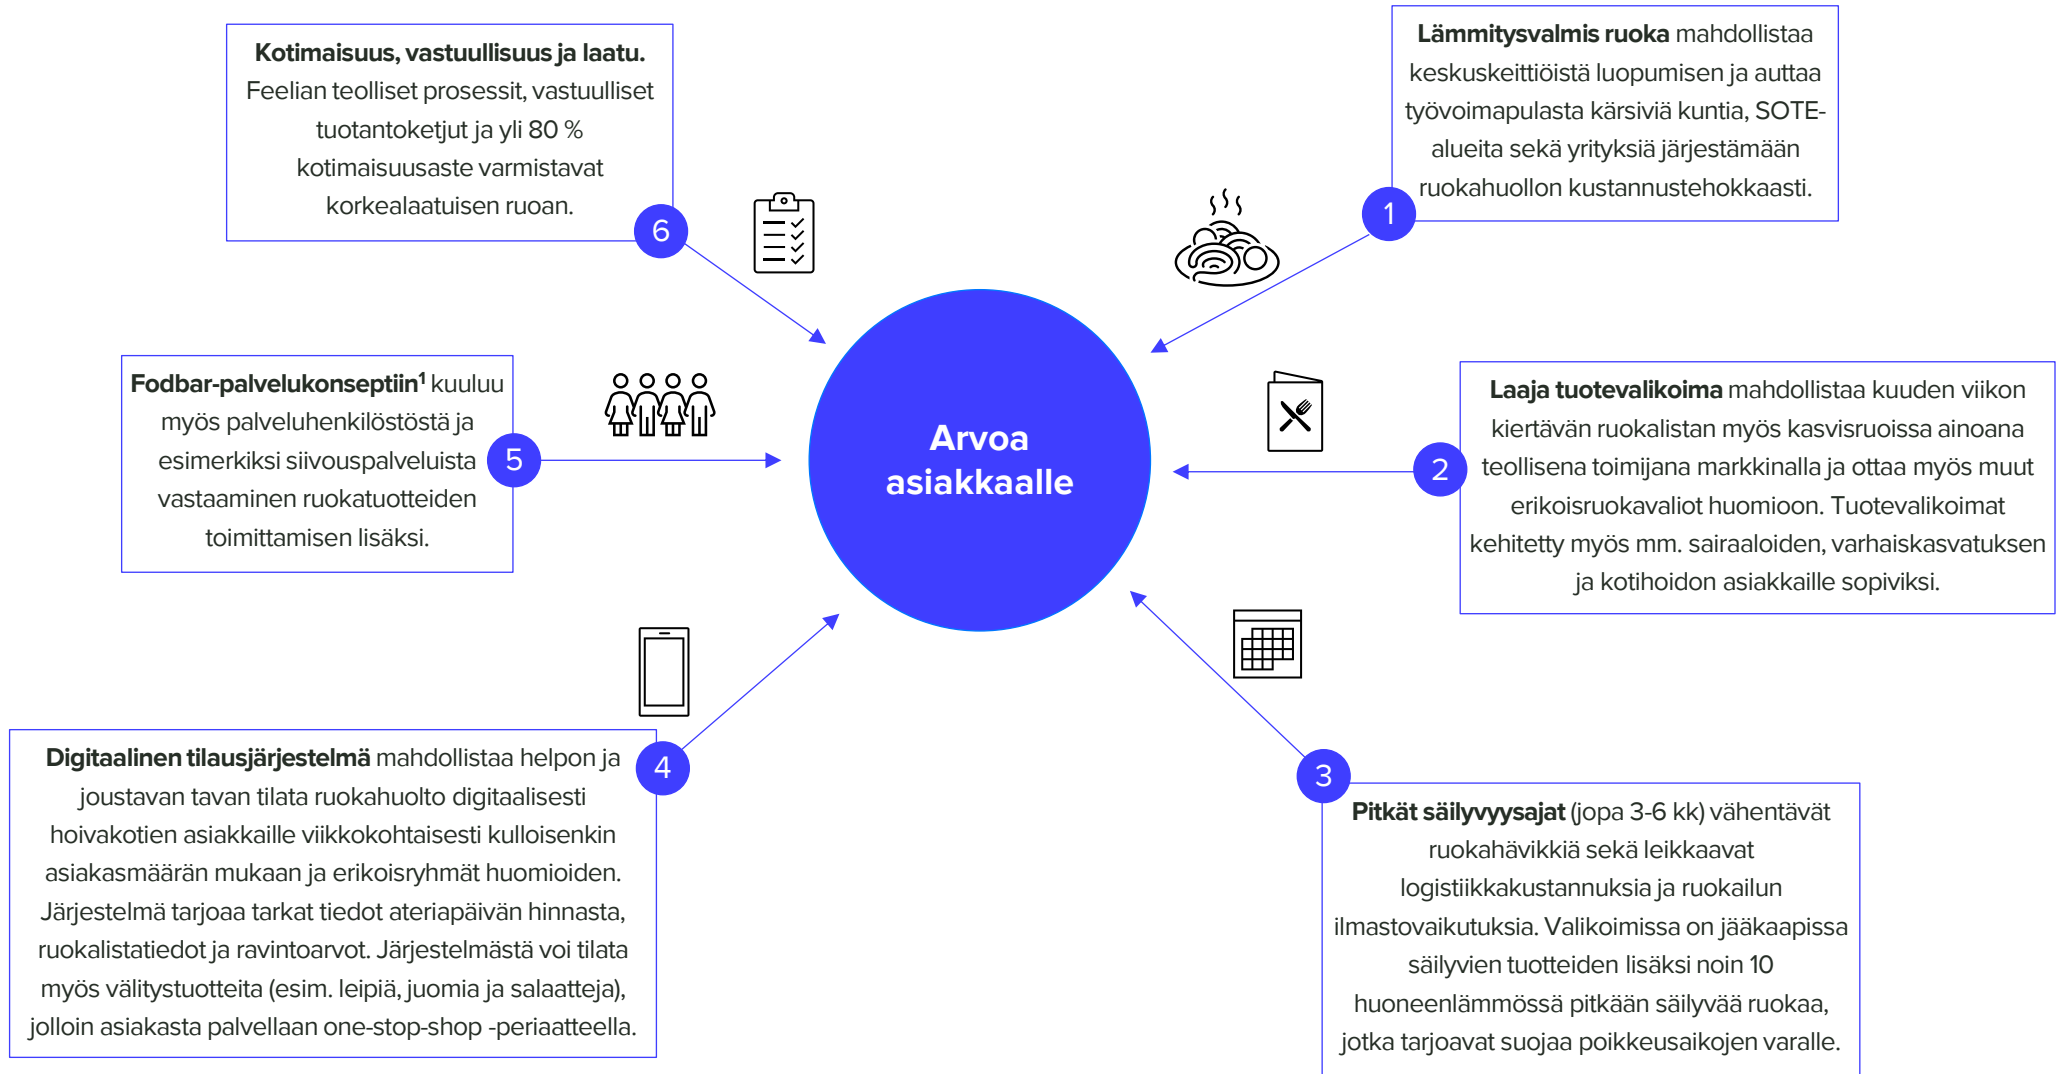 Lämmitysvalmis ruoka mahdollistaa
keskuskeittiöistä luopumisen ja auttaa
työvoimapulasta kärsiviä kuntia, SOTE-
alueita sekä yrityksiä järjestämään
ruokahuollon kustannustehokkaasti.
1
Laaja tuotevalikoima mahdollistaa kuuden viikon
kiertävän ruokalistan myös kasvisruoissa ainoana
teollisena toimijana markkinalla ja ottaa myös muut
erikoisruokavaliot huomioon. Tuotevalikoimat
kehitetty myös mm. sairaaloiden, varhaiskasvatuksen
ja kotihoidon asiakkaille sopiviksi.
2
Pitkät säilyvyysajat (jopa 3-6 kk) vähentävät
ruokahävikkiä sekä leikkaavat
logistiikkakustannuksia ja ruokailun
ilmastovaikutuksia. Valikoimissa on jääkaapissa
säilyvien tuotteiden lisäksi noin 10
huoneenlämmössä pitkään säilyvää ruokaa,
jotka tarjoavat suojaa poikkeusaikojen varalle.
3
Digitaalinen tilausjärjestelmä mahdollistaa helpon ja
joustavan tavan tilata ruokahuolto digitaalisesti
hoivakotien asiakkaille viikkokohtaisesti kulloisenkin
asiakasmäärän mukaan ja erikoisryhmät huomioiden.
Järjestelmä tarjoaa tarkat tiedot ateriapäivän hinnasta,
ruokalistatiedot ja ravintoarvot. Järjestelmästä voi tilata
myös välitystuotteita (esim. leipiä, juomia ja salaatteja),
jolloin asiakasta palvellaan one-stop-shop -periaatteella.
4
Fodbar-palvelukonseptiin¹ kuuluu
myös palveluhenkilöstöstä ja
esimerkiksi siivouspalveluista
vastaaminen ruokatuotteiden
toimittamisen lisäksi.
5
Kotimaisuus, vastuullisuus ja laatu.
Feelian teolliset prosessit, vastuulliset
tuotantoketjut ja yli 80 %
kotimaisuusaste varmistavat
korkealaatuisen ruoan.
6
Arvoa
asiakkaalle